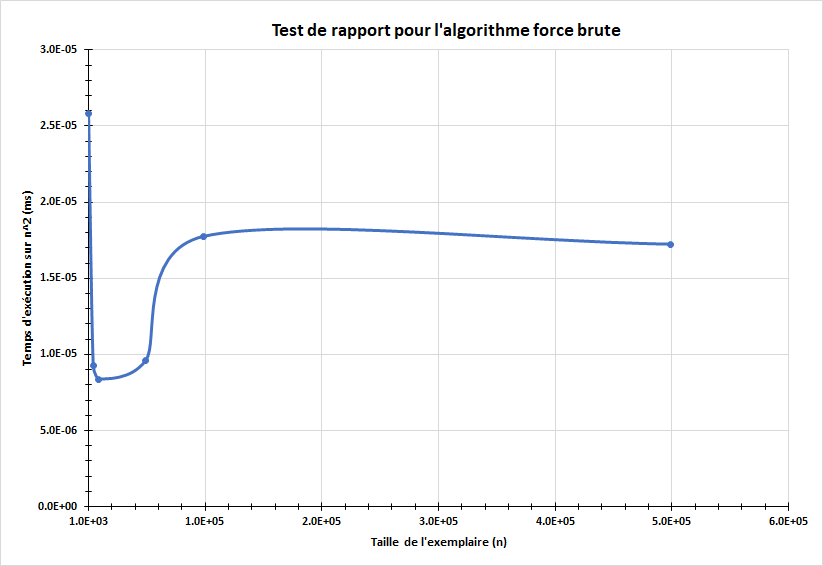 Test de rapport pour l'algorithme force brute
3.0E-05
2.5E-05
2.0E-05
1.5E-05
1.0E-05
5.0E-06
0.0E+00
Temps d'exécution sur n^2 (ms)
1.0E+03
1.0E+05
2.0E+05
3.0E+05
4.0E+05
5.0E+05
6.0E+05
Taille de l'exemplaire (n)